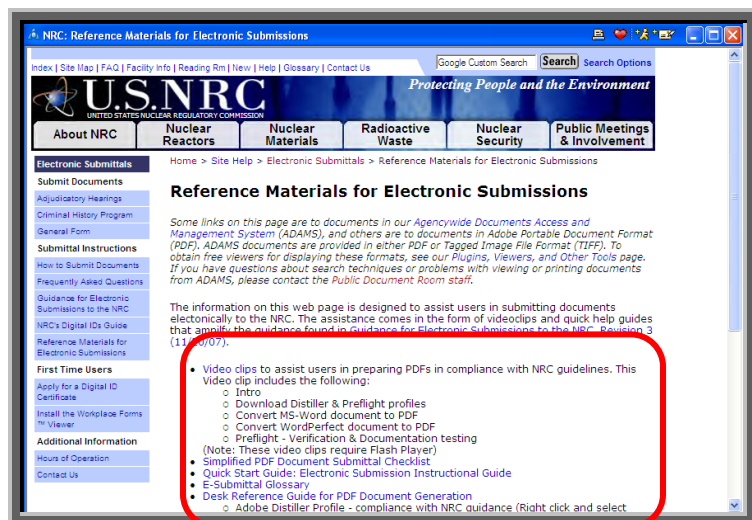 NRC: Reference Materials for Electronic Submissions
Index | Site Map | FAQ | Facility Info | Reading Rm | New | Help | Glossary | Contact Us
Google Custom Search Search Search Options
U.S.NRC
UNITED STATES NUCLEAR REGULATORY COMMISSION
Protecting People and the Environment
About NRC
Nuclear Reactors
Nuclear Materials
Radioactive Waste
Nuclear Security
Public Meetings & Involvement
Electronic Submittals
Submit Documents
Adjudicatory Hearings
Criminal History Program
General Form
Submittal Instructions
How to Submit Documents
Frequently Asked Questions
Guidance for Electronic
Submissions to the NRC
NRC's Digital IDs Guide
Reference Materials for
Electronic Submissions
First Time Users
Apply for a Digital ID
Certificate
Install the Workplace Forms
™ Viewer
Additional Information
Hours of Operation
Contact Us
Home > Site Help > Electronic Submittals > Reference Materials for Electronic Submissions
Reference Materials for Electronic Submissions
Some links on this page are to documents in our Agencywide Documents Access and
Management System (ADAMS), and others are to documents in Adobe Portable Document Format
(PDF). ADAMS documents are provided in either PDF or Tagged Image File Format (TIFF). To
obtain free viewers for displaying these formats, see our Plugins, Viewers, and Other Tools page.
If you have questions about search techniques or problems with viewing or printing documents
from ADAMS, please contact the Public Document Room staff.
The information on this web page is designed to assist users in submitting documents
electonically to the NRC. The assistance comes in the form of videoclips and quick help guides
that amplify the guidance found in Guidance for Electronic Submissions to the NRC, Revision 3
(11/20/07).
• Video clips to assist users in preparing PDFs in compliance with NRC guidelines. This
Video clip includes the following:
○ Intro
○ Download Distiller & Preflight profiles
○ Convert MS-Word document to PDF
○ Convert WordPerfect document to PDF
○ Preflight - Verification & Documentation testing
(Note: These video clips require Flash Player)
• Simplified PDF Document Submittal Checklist
• Quick Start Guide: Electronic Submission Instructional Guide
• E-Submittal Glossary
• Desk Reference Guide for PDF Document Generation
○ Adobe Distiller Profile - compliance with NRC guidance (Right click and select